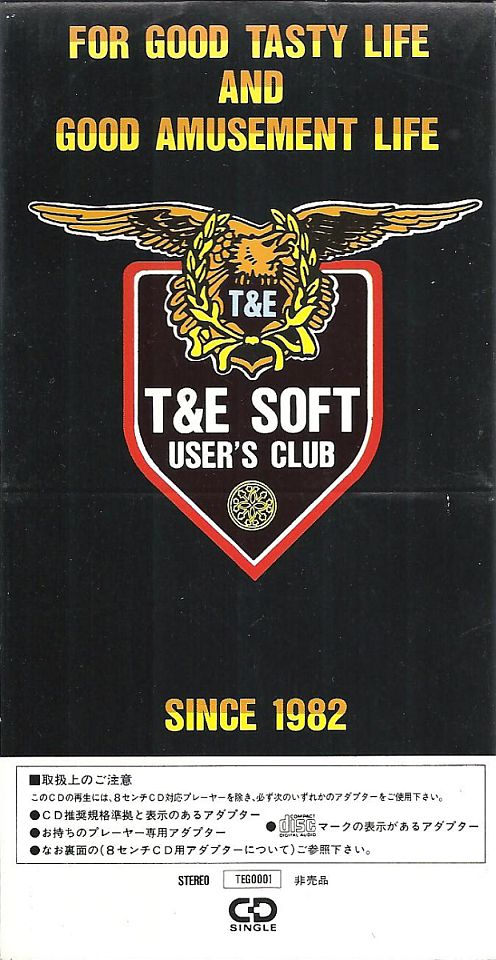 FOR GOOD TASTY LIFE
AND
GOOD AMUSEMENT LIFE
T&E
T&E SOFT
USER'S CLUB
SINCE 1982
■取扱上のご注意
このCDの再生には、8センチCD対応プレーヤーを除き、必ず次のいずれかのアダプターをご使用下さい。
●CD推奨規格準拠と表示のあるアダプター
●お持ちのプレーヤー専用アダプター
●COMPACT disc DIGITAL AUDIO マークの表示があるアダプター
●なお裏面の(8センチCD用アダプターについて)ご参照下さい。
STEREO TEG0001 非売品
CD
SINGLE